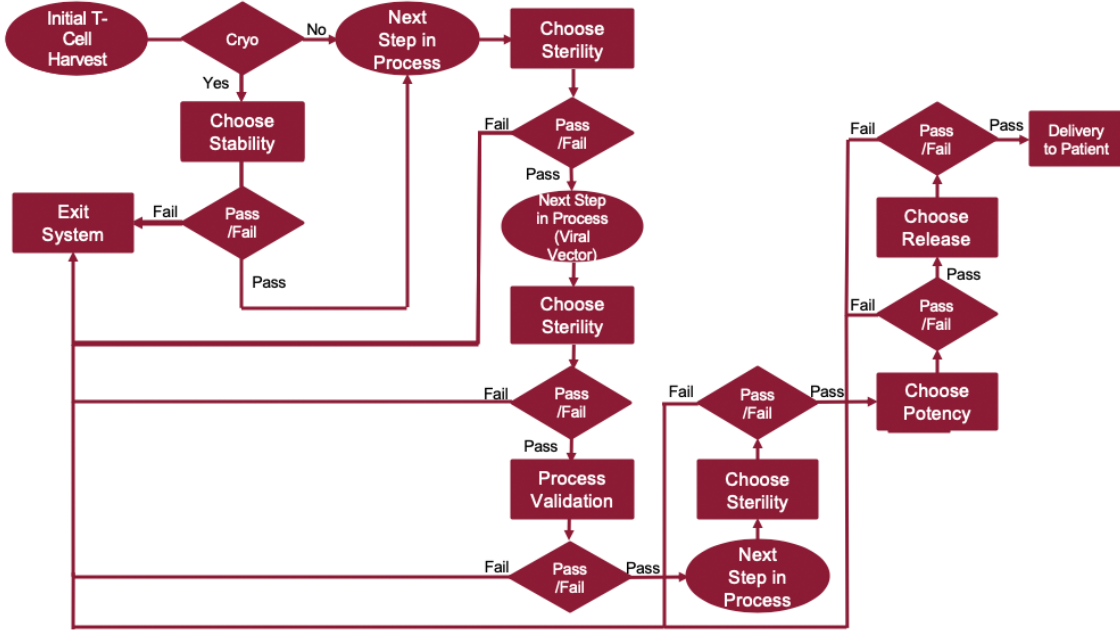 Initial T-
Cell
Harvest
Cryo
No
Next
Step in
Process
Choose
Sterility
Yes
Choose
Stability
Pass
/Fail
Fail
Exit
System
Pass
Pass
/Fail
Fail
Pass
Next Step
in Process
(Viral
Vector)
Choose
Sterility
Pass
/Fail
Fail
Pass
Process
Validation
Pass
/Fail
Fail
Pass
Next
Step in
Process
Choose
Sterility
Pass
/Fail
Fail
Pass
Choose
Potency
Pass
/Fail
Fail
Pass
Choose
Release
Pass
/Fail
Fail
Pass
Delivery
to Patient